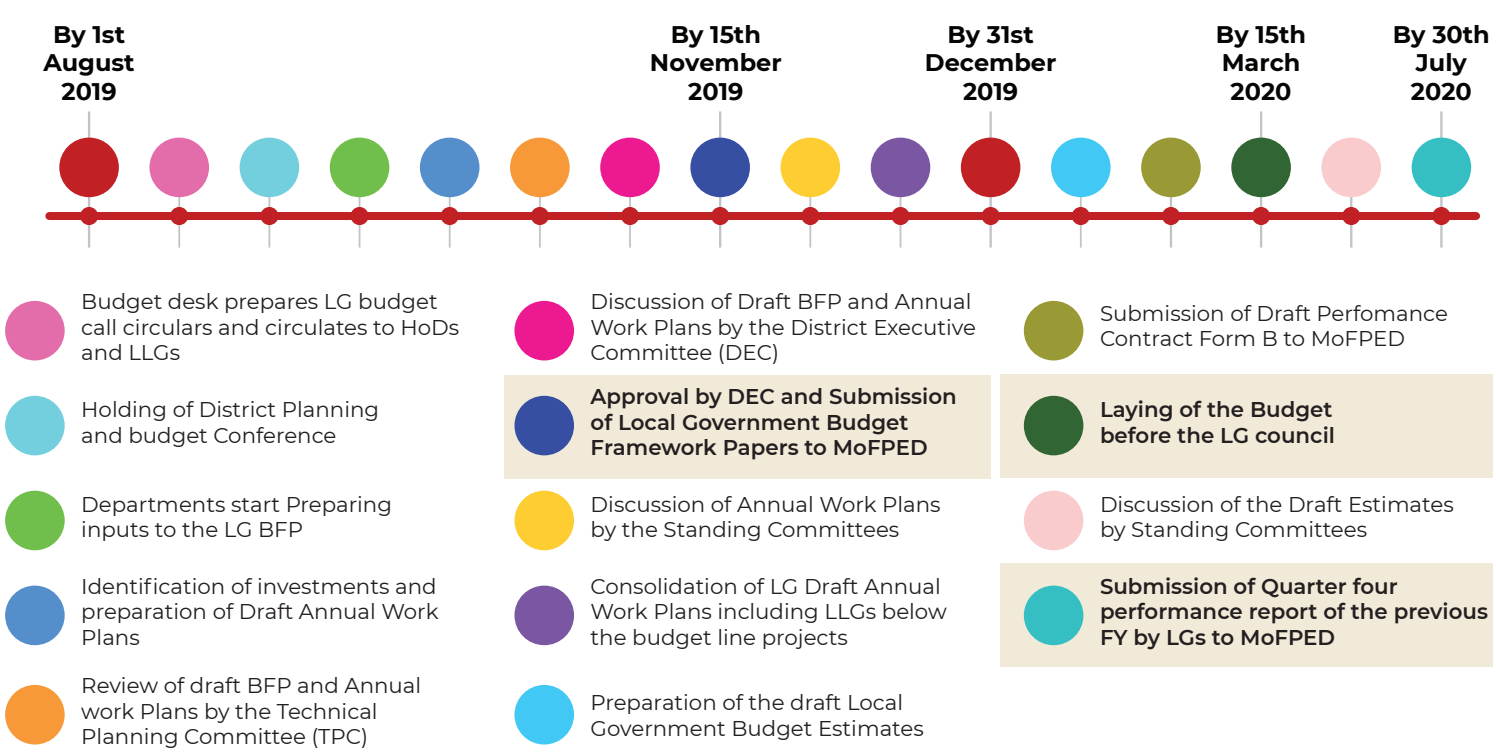 By 1st
August
2019
By 15th
November
2019
By 31st
December
2019
By 15th
March
2020
By 30th
July
2020
Budget desk prepares LG budget
call circulars and circulates to HoDs
and LLGs
Holding of District Planning
and budget Conference
Departments start Preparing
inputs to the LG BFP
Identification of investments and
preparation of Draft Annual Work
Plans
Review of draft BFP and Annual
work Plans by the Technical
Planning Committee (TPC)
Discussion of Draft BFP and Annual
Work Plans by the District Executive
Committee (DEC)
Approval by DEC and Submission
of Local Government Budget
Framework Papers to MoFPED
Discussion of Annual Work Plans
by the Standing Committees
Consolidation of LG Draft Annual
Work Plans including LLGs below
the budget line projects
Preparation of the draft Local
Government Budget Estimates
Submission of Draft Perfomance
Contract Form B to MoFPED
Laying of the Budget
before the LG council
Discussion of the Draft Estimates
by Standing Committees
Submission of Quarter four
performance report of the previous
FY by LGs to MoFPED